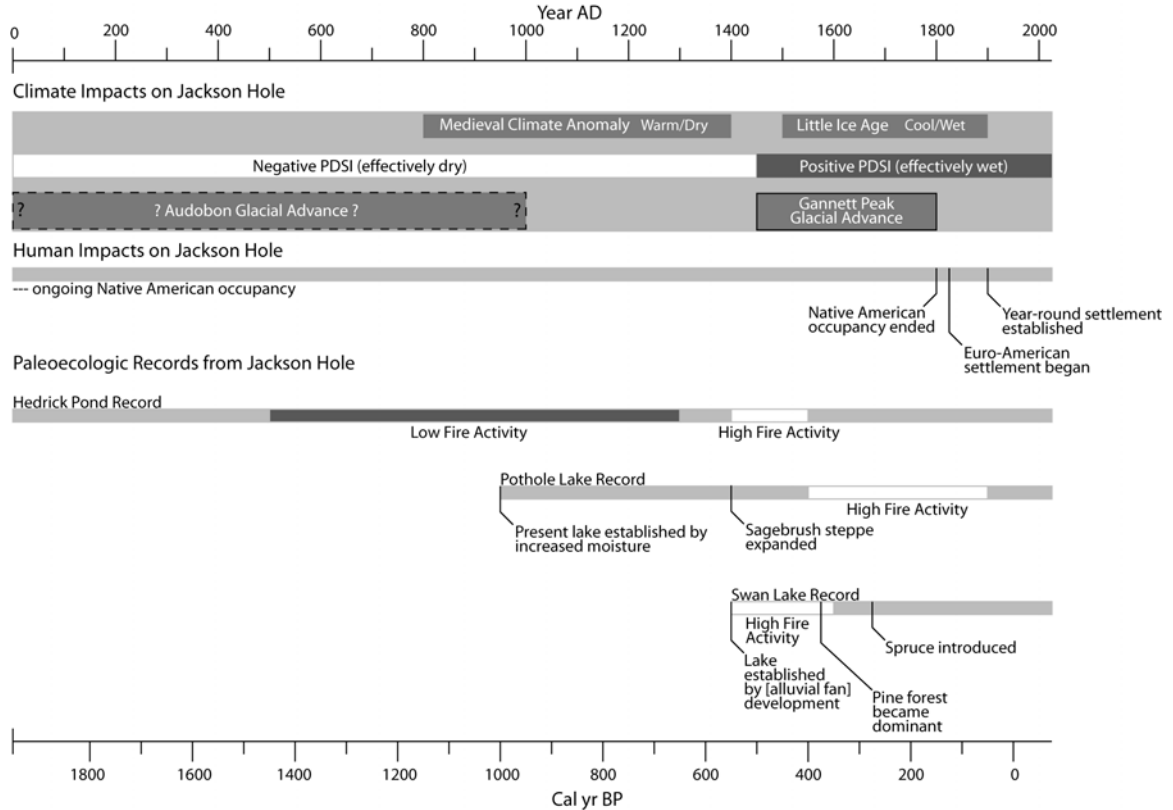 Year AD
0 200 400 600 800 1000 1200 1400 1600 1800 2000
Climate Impacts on Jackson Hole
Medieval Climate Anomaly Warm/Dry
Little Ice Age Cool/Wet
Negative PDSI (effectively dry)
Positive PDSI (effectively wet)
? ? Audobon Glacial Advance ? ?
Gannett Peak
Glacial Advance
Human Impacts on Jackson Hole
--- ongoing Native American occupancy
Native American
occupancy ended
Year-round settlement
established
Euro-American
settlement began
Paleoecologic Records from Jackson Hole
Hedrick Pond Record
Low Fire Activity
High Fire Activity
Pothole Lake Record
High Fire Activity
Present lake established by
increased moisture
Sagebrush steppe
expanded
Swan Lake Record
High Fire
Activity
Spruce introduced
Lake
established
by [alluvial fan]
development
Pine forest
became
dominant
1800 1600 1400 1200 1000 800 600 400 200 0
Cal yr BP